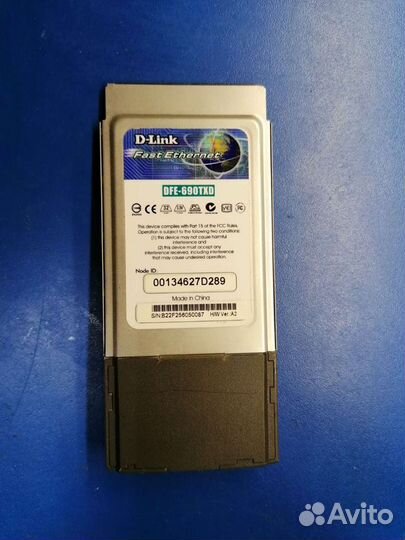 D-Link
Fast Ethernet
DFE-690TXD
This device complies with Part 15 of the FCC Rules.
Operation is subject to the following two conditions:
(1) this device may not cause harmful
interference and
(2) this device must accept any interference
received, including interference that
may cause undesired operation.
Node ID:
00134627D289
Made in China
S/N:B22F256050087 H/W Ver.:A2
Avito